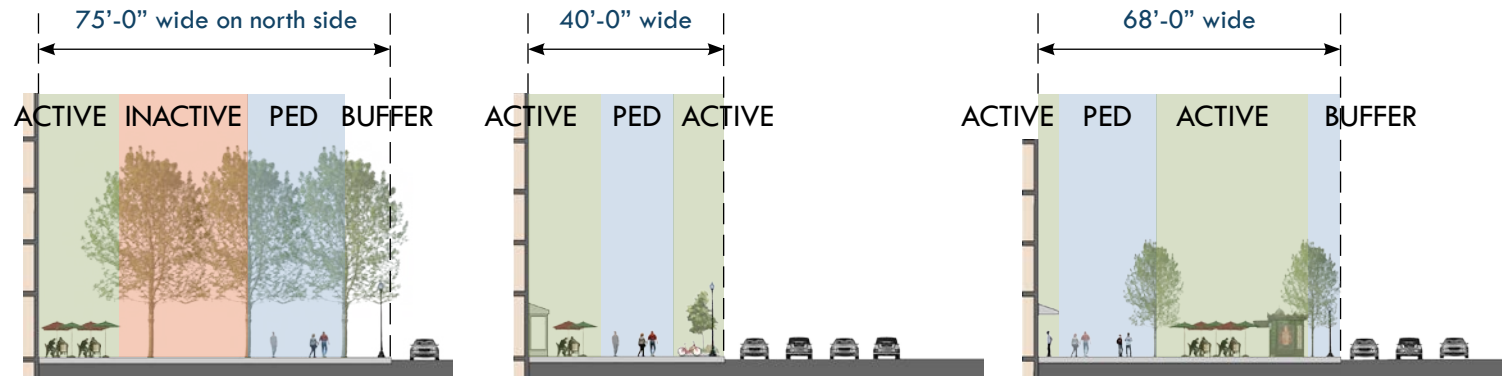 75’-0” wide on north side
40’-0” wide
68’-0” wide
ACTIVE INACTIVE PED BUFFER
ACTIVE PED ACTIVE
ACTIVE PED ACTIVE BUFFER